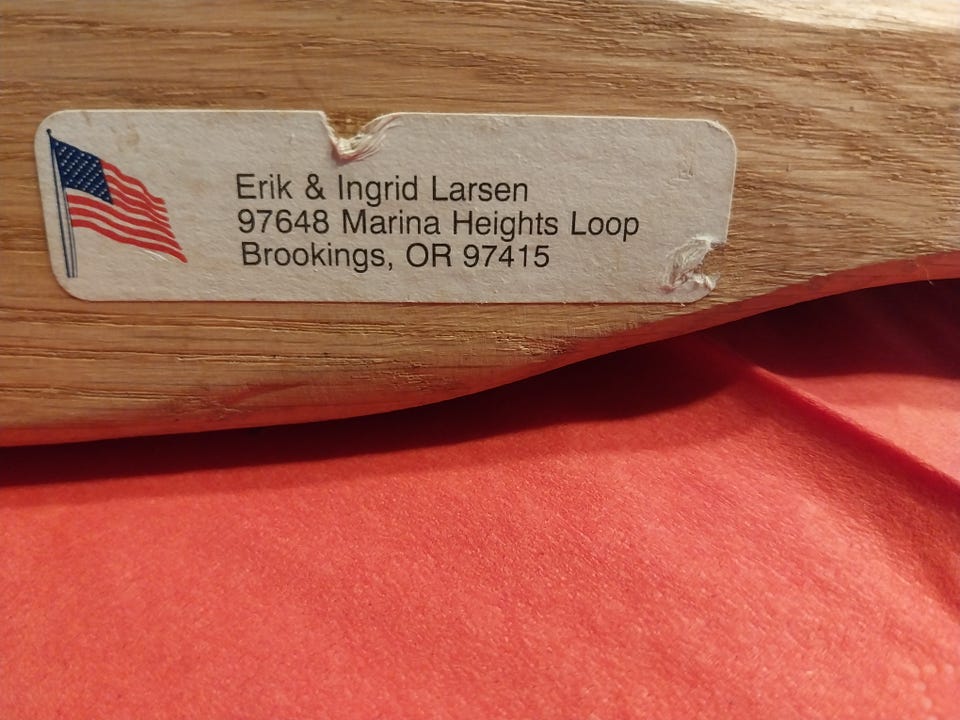 Erik & Ingrid Larsen
97648 Marina Heights Loop
Brookings, OR 97415